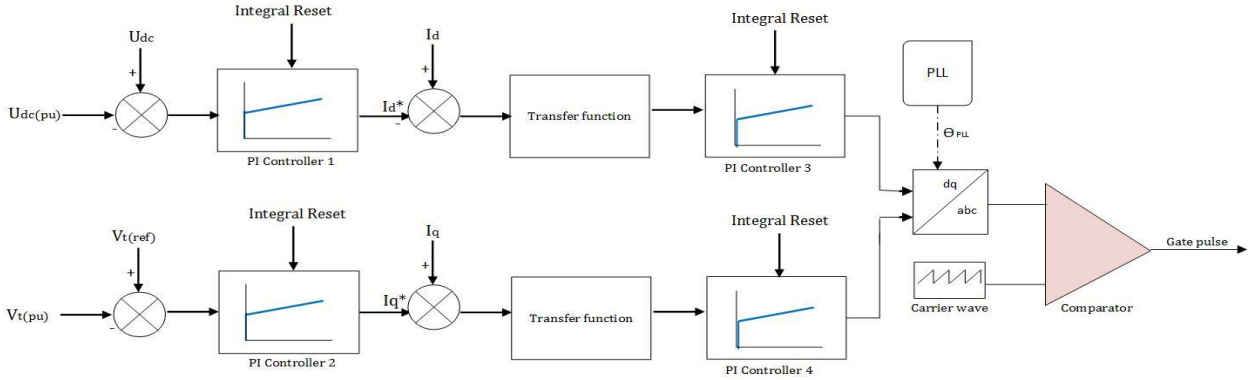 Integral Reset
Integral Reset
Udc
Id
PLL
+
+
Udc(pu)
-
Id*
-
Transfer function
ΘPLL
PI Controller 1
PI Controller 3
dq
abc
Integral Reset
Integral Reset
Vt(ref)
Iq
Gate pulse
+
+
Vt(pu)
-
Iq*
-
Transfer function
Carrier wave
Comparator
PI Controller 2
PI Controller 4